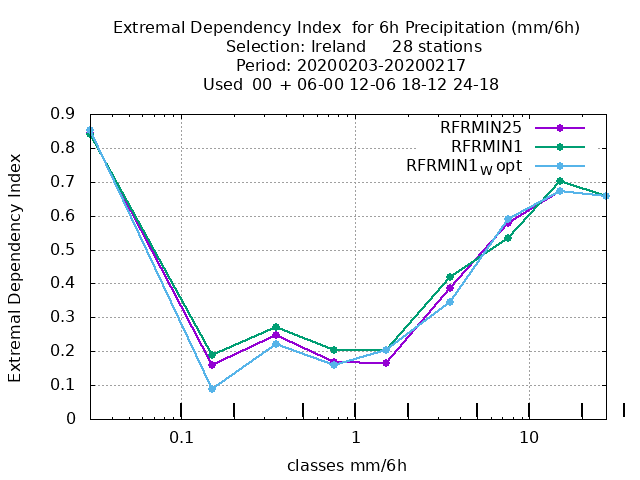 Extremal Dependency Index  for 6h Precipitation (mm/6h)
Selection: Ireland     28 stations
Period: 20200203-20200217
Used  00  + 06-00 12-06 18-12 24-18
RFRMIN25
RFRMIN1
RFRMIN1W opt
Extremal Dependency Index
0.9
0.8
0.7
0.6
0.5
0.4
0.3
0.2
0.1
0
0.1
1
10
classes mm/6h